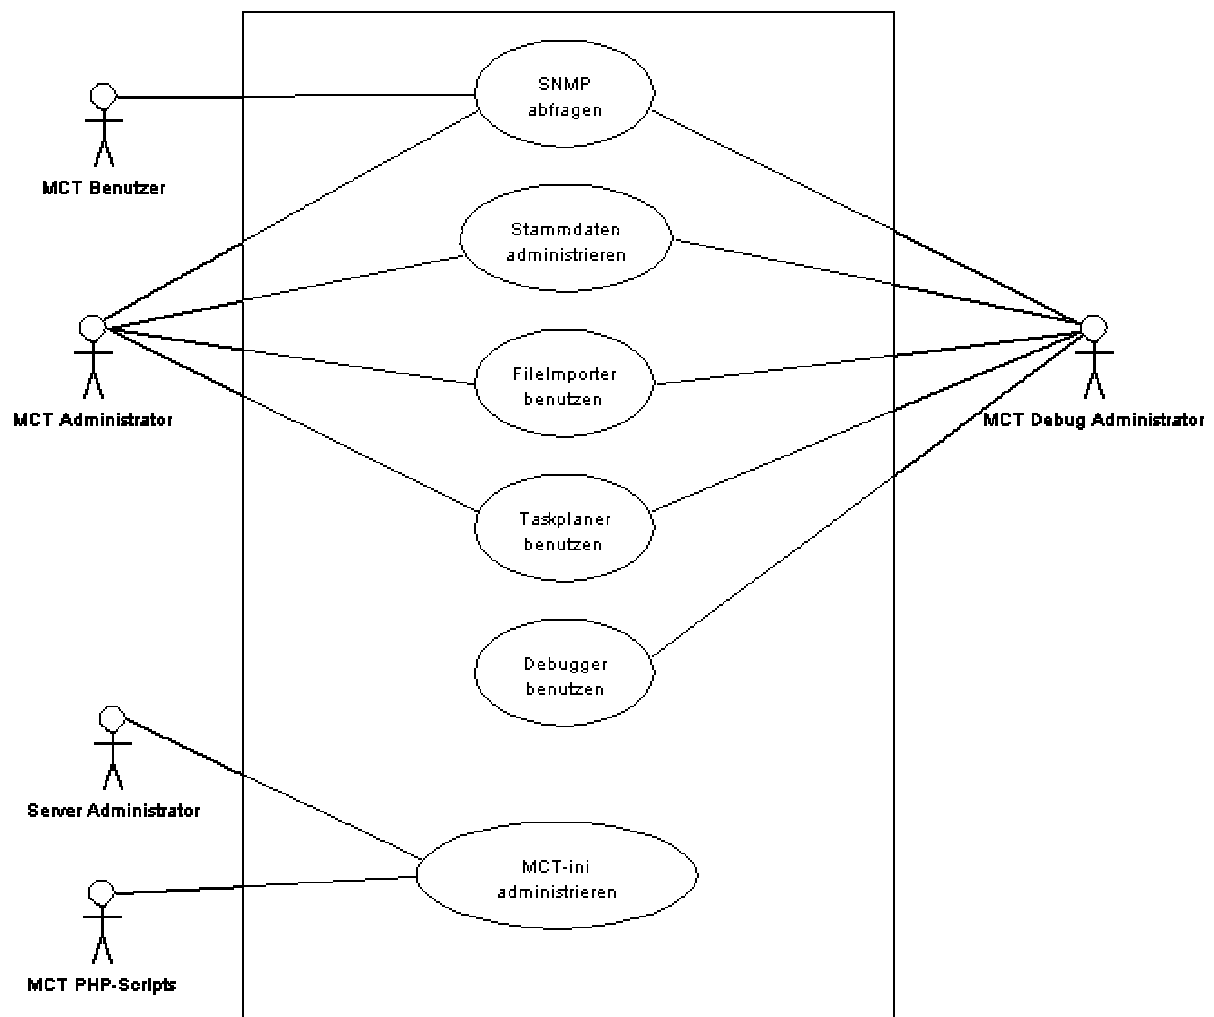 SNMP
abfragen
MCT Benutzer
Stammdaten
administrieren
MCT Administrator
FileImporter
benutzen
MCT Debug Administrator
Taskplaner
benutzen
Debugger
benutzen
Server Administrator
MCT-ini
administrieren
MCT PHP-Scripts